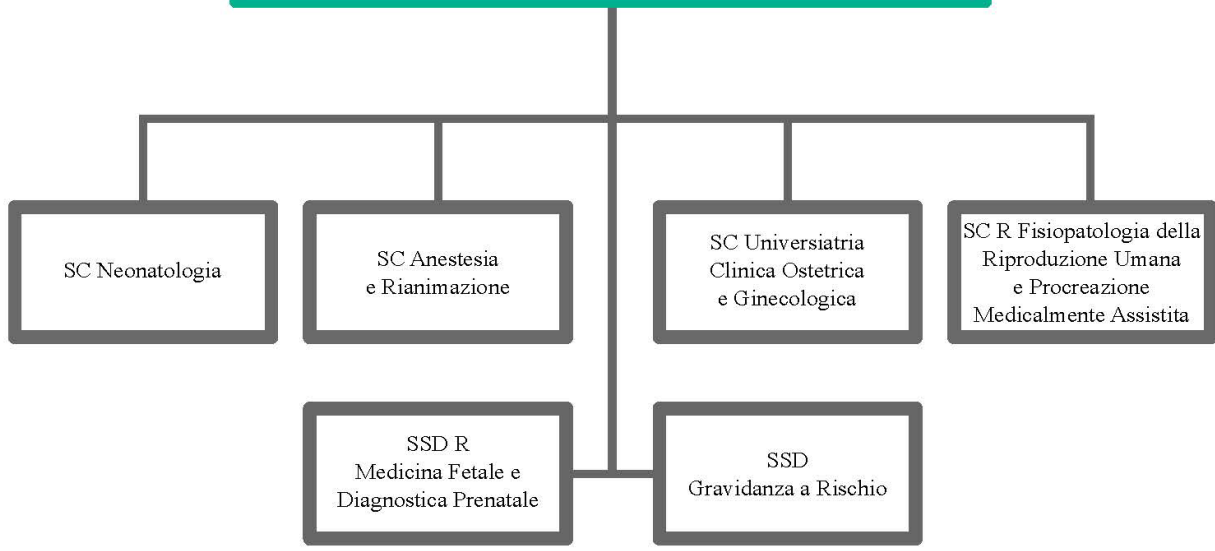 SC Neonatologia
SC Anestesia
e Rianimazione
SC Universiatria
Clinica Ostetrica
e Ginecologica
SC R Fisiopatologia della
Riproduzione Umana
e Procreazione
Medicalmente Assistita
SSD R
Medicina Fetale e
Diagnostica Prenatale
SSD
Gravidanza a Rischio